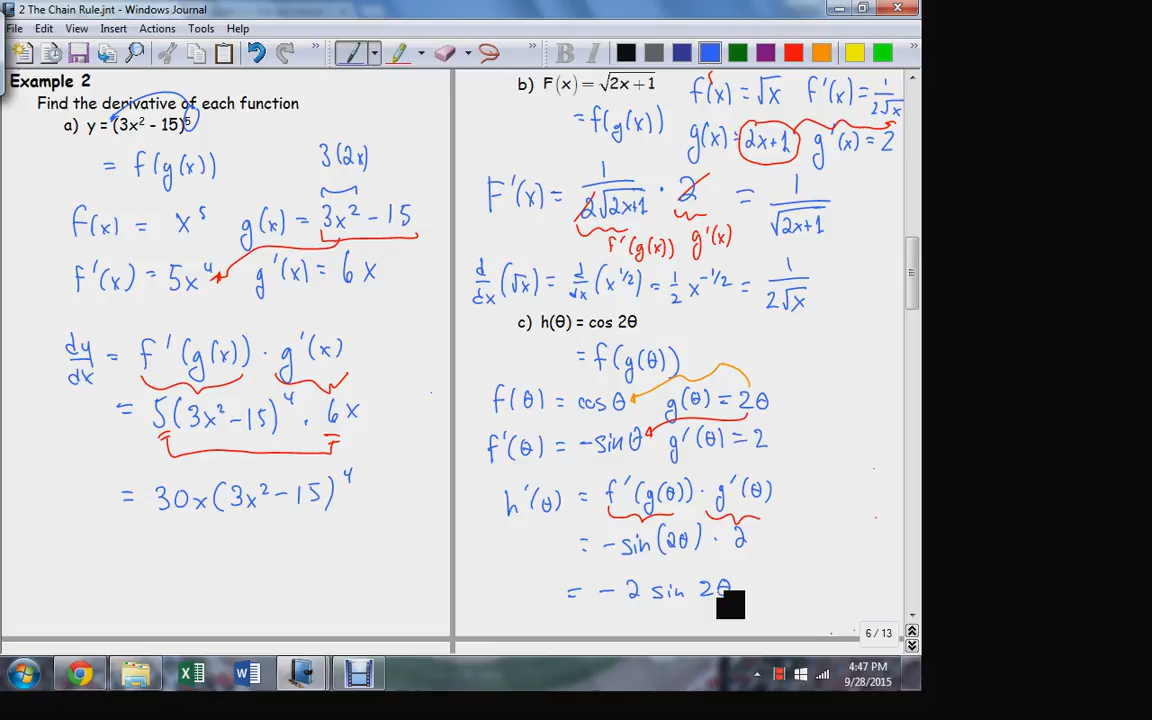 2 The Chain Rule.jnt - Windows Journal
File Edit View Insert Actions Tools Help
Example 2
Find the derivative of each function
a) y = (3x² - 15)⁵
= f(g(x))
3(2x)
f(x) = x⁵ g(x) = 3x² - 15
f'(x) = 5x⁴ g'(x) = 6x
dy/dx = f'(g(x)) · g'(x)
= 5(3x² - 15)⁴ · 6x
= 30x(3x² - 15)⁴
b) F(x) = √(2x+1)
f(x) = √x f'(x) = 1/(2√x)
= f(g(x))
g(x) = 2x+1 g'(x) = 2
F'(x) = 1/(2√(2x+1)) · 2 = 1/√(2x+1)
f'(g(x)) g'(x)
d/dx (√x) = d/dx (x^(1/2)) = 1/2 x^(-1/2) = 1/(2√x)
c) h(θ) = cos 2θ
= f(g(θ))
f(θ) = cos θ g(θ) = 2θ
f'(θ) = -sin θ g'(θ) = 2
h'(θ) = f'(g(θ)) · g'(θ)
= -sin(2θ) · 2
= -2 sin 2θ
6 / 13
4:47 PM
9/28/2015